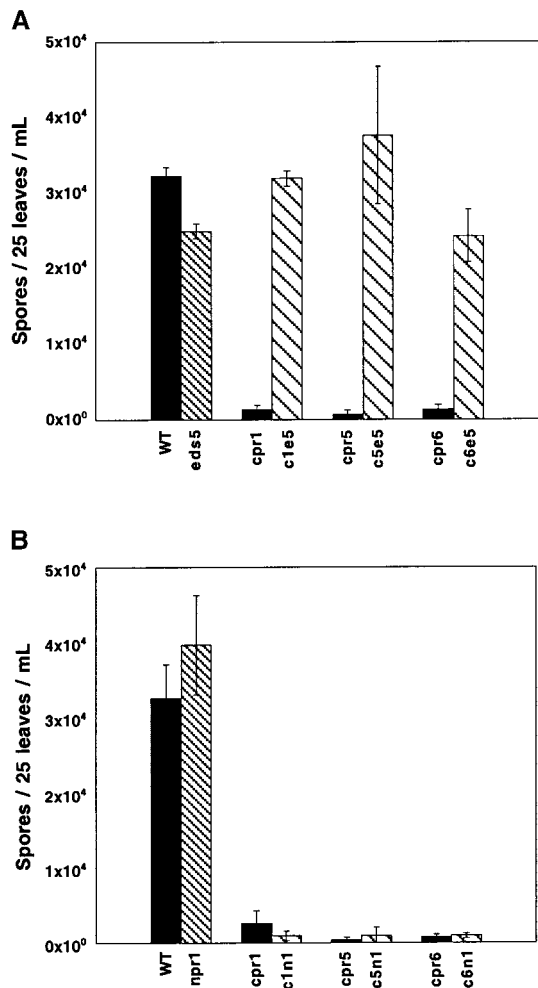 A
Spores / 25 leaves / mL
5x10⁴
4x10⁴
3x10⁴
2x10⁴
1x10⁴
0x10⁰
WT
eds5
cpr1
c1e5
cpr5
c5e5
cpr6
c6e5
B
Spores / 25 leaves / mL
5x10⁴
4x10⁴
3x10⁴
2x10⁴
1x10⁴
0x10⁰
WT
npr1
cpr1
c1n1
cpr5
c5n1
cpr6
c6n1